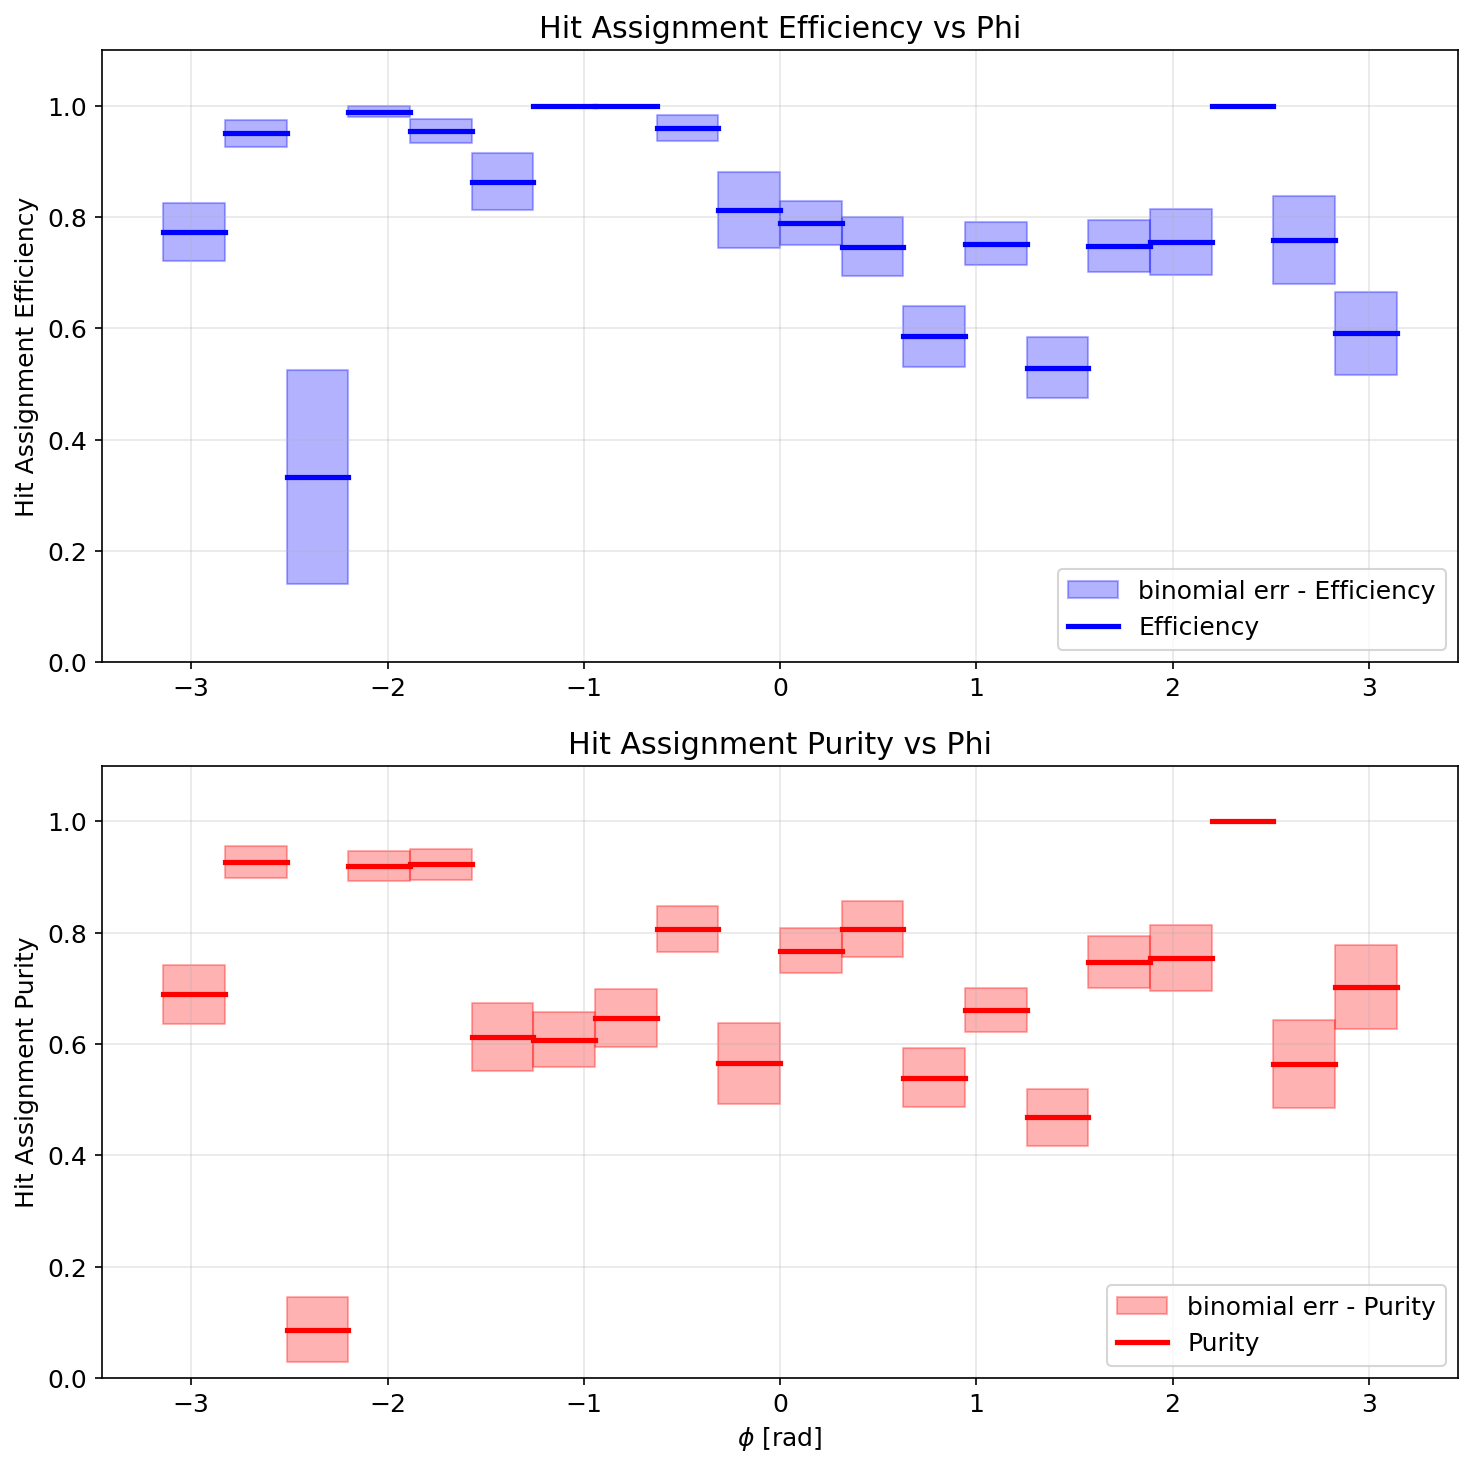 Hit Assignment Efficiency vs Phi
Hit Assignment Efficiency
1.0
0.8
0.6
0.4
0.2
0.0
binomial err - Efficiency
Efficiency
−3 −2 −1 0 1 2 3
Hit Assignment Purity vs Phi
Hit Assignment Purity
1.0
0.8
0.6
0.4
0.2
0.0
binomial err - Purity
Purity
−3 −2 −1 0 1 2 3
ϕ [rad]